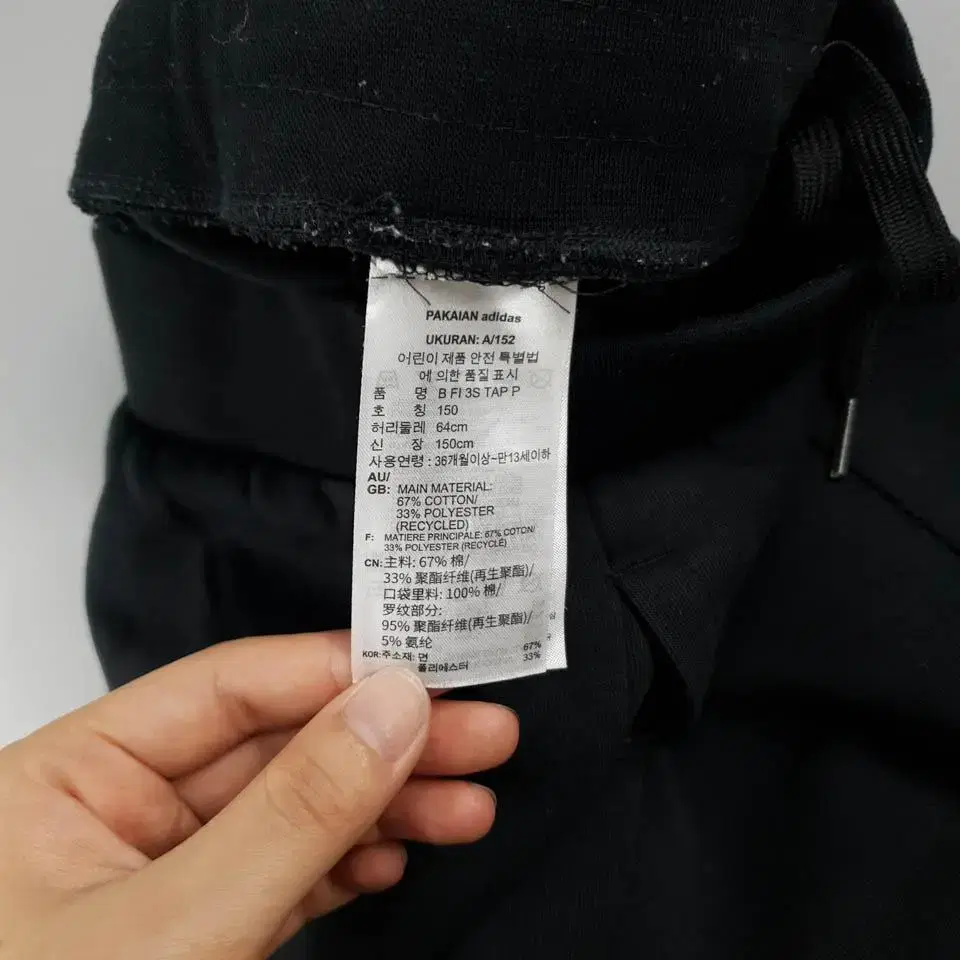 PAKAIAN adidas
UKURAN: A/152
어린이 제품 안전 특별법
에 의한 품질 표시
품 명 B FI 3S TAP P
호 칭 150
허리둘레 64cm
신 장 150cm
사용연령 : 36개월이상~만13세이하
AU/
GB: MAIN MATERIAL:
67% COTTON/
33% POLYESTER
(RECYCLED)
F: MATIERE PRINCIPALE: 67% COTON/
33% POLYESTER (RECYCLÉ)
CN: 主料: 67% 棉/
33% 聚酯纤维(再生聚酯)/
口袋里料: 100% 棉/
罗纹部分:
95% 聚酯纤维(再生聚酯)/
5% 氨纶
KOR: 주소재: 면 67%
폴리에스터 33%